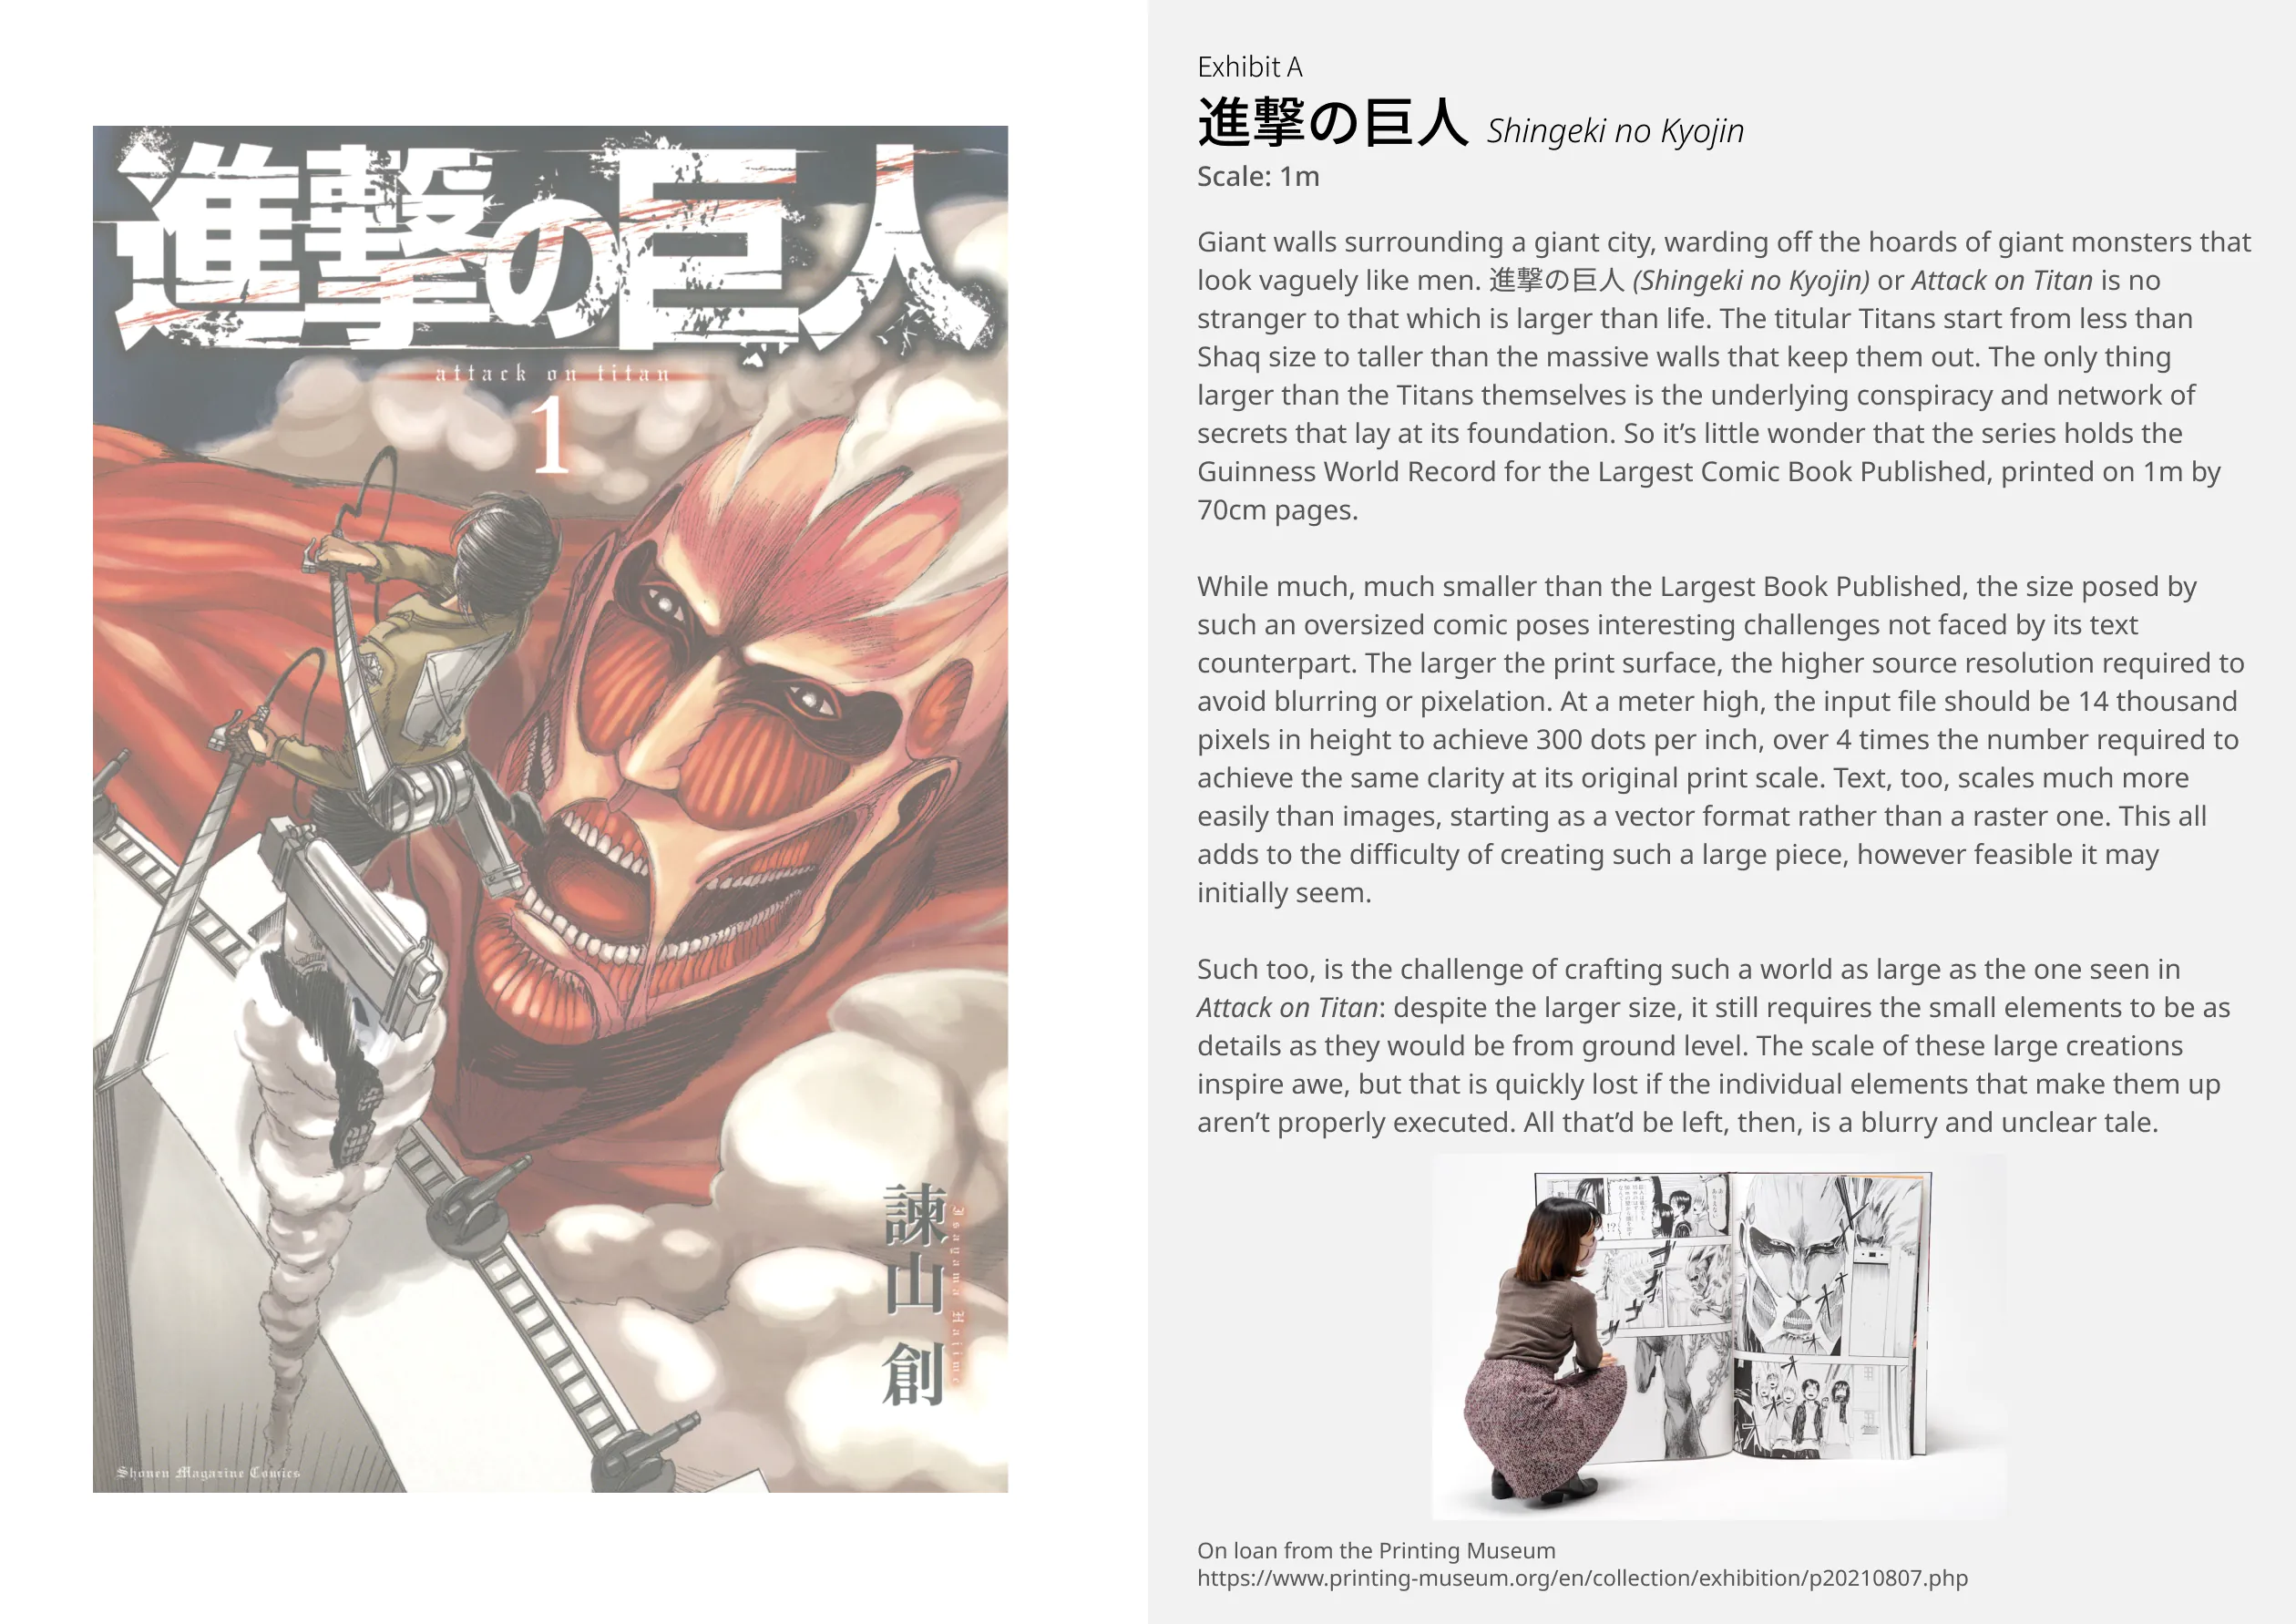 進撃の巨人
attack on titan
1
諫山創
Isayama Hajime
Shonen Magazine Comics
Exhibit A
進撃の巨人 Shingeki no Kyojin
Scale: 1m
Giant walls surrounding a giant city, warding off the hoards of giant monsters that
look vaguely like men. 進撃の巨人 (Shingeki no Kyojin) or Attack on Titan is no
stranger to that which is larger than life. The titular Titans start from less than
Shaq size to taller than the massive walls that keep them out. The only thing
larger than the Titans themselves is the underlying conspiracy and network of
secrets that lay at its foundation. So it’s little wonder that the series holds the
Guinness World Record for the Largest Comic Book Published, printed on 1m by
70cm pages.
While much, much smaller than the Largest Book Published, the size posed by
such an oversized comic poses interesting challenges not faced by its text
counterpart. The larger the print surface, the higher source resolution required to
avoid blurring or pixelation. At a meter high, the input file should be 14 thousand
pixels in height to achieve 300 dots per inch, over 4 times the number required to
achieve the same clarity at its original print scale. Text, too, scales much more
easily than images, starting as a vector format rather than a raster one. This all
adds to the difficulty of creating such a large piece, however feasible it may
initially seem.
Such too, is the challenge of crafting such a world as large as the one seen in
Attack on Titan: despite the larger size, it still requires the small elements to be as
details as they would be from ground level. The scale of these large creations
inspire awe, but that is quickly lost if the individual elements that make them up
aren’t properly executed. All that’d be left, then, is a blurry and unclear tale.
On loan from the Printing Museum
https://www.printing-museum.org/en/collection/exhibition/p20210807.php